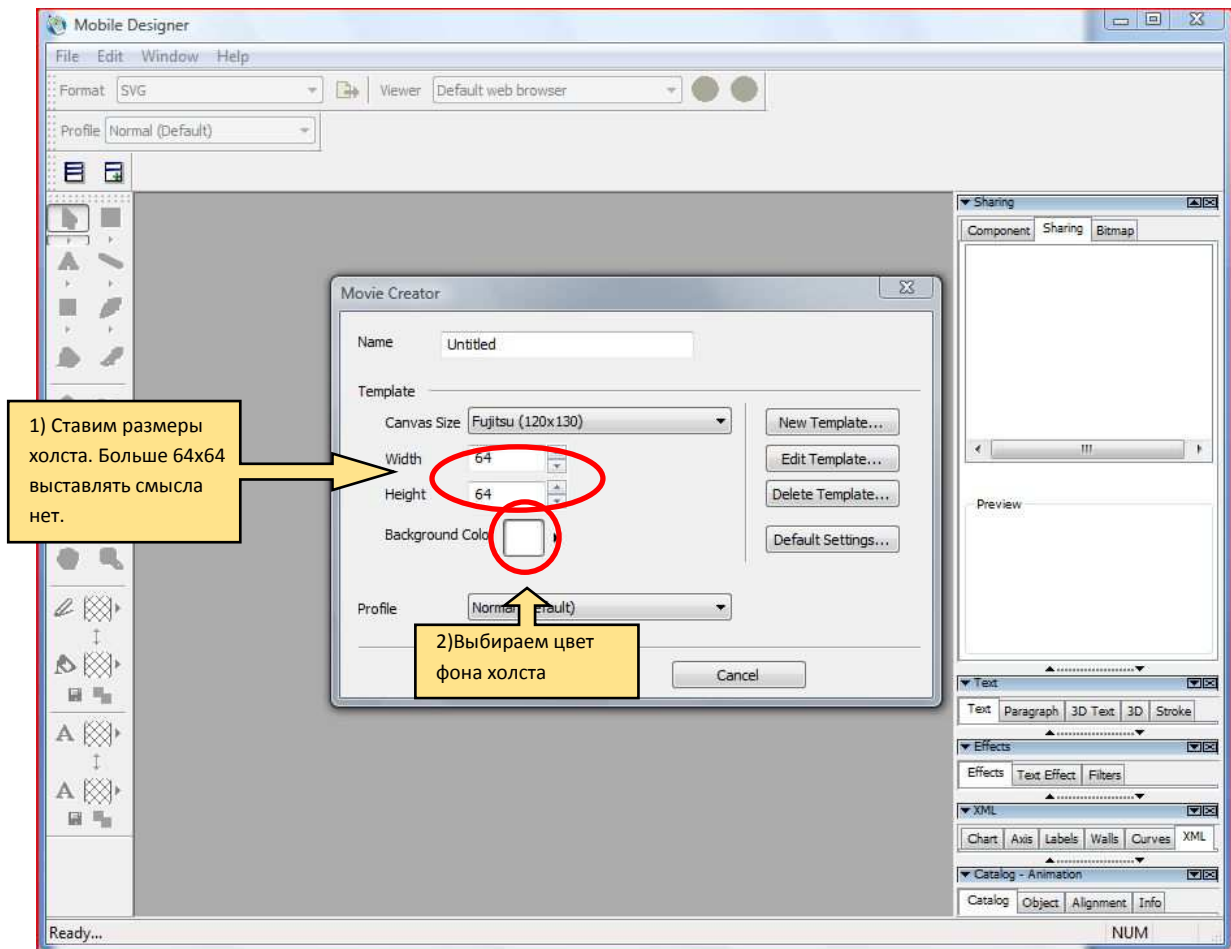 Mobile Designer
File Edit Window Help
Format SVG Viewer Default web browser
Profile Normal (Default)
Sharing
Component Sharing Bitmap
Movie Creator
Name Untitled
Template
Canvas Size Fujitsu (120x130) New Template...
Width 64 Edit Template...
Height 64 Delete Template...
Background Colo Default Settings...
Profile Normal efault)
Cancel
1) Ставим размеры
холста. Больше 64x64
выставлять смысла
нет.
2)Выбираем цвет
фона холста
Preview
Text
Text Paragraph 3D Text 3D Stroke
Effects
Effects Text Effect Filters
XML
Chart Axis Labels Walls Curves XML
Catalog - Animation
Catalog Object Alignment Info
Ready... NUM